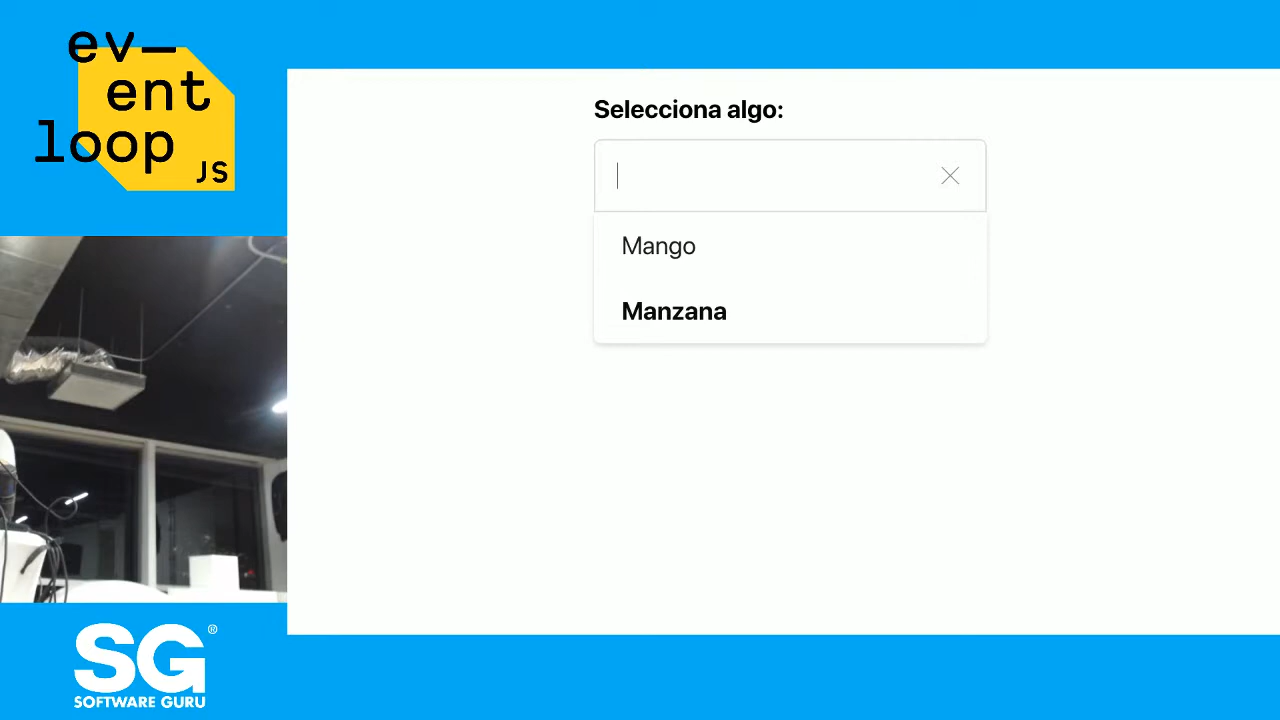 ev—
ent
loop
JS
Selecciona algo:
Mango
Manzana
SG®
SOFTWARE GURU